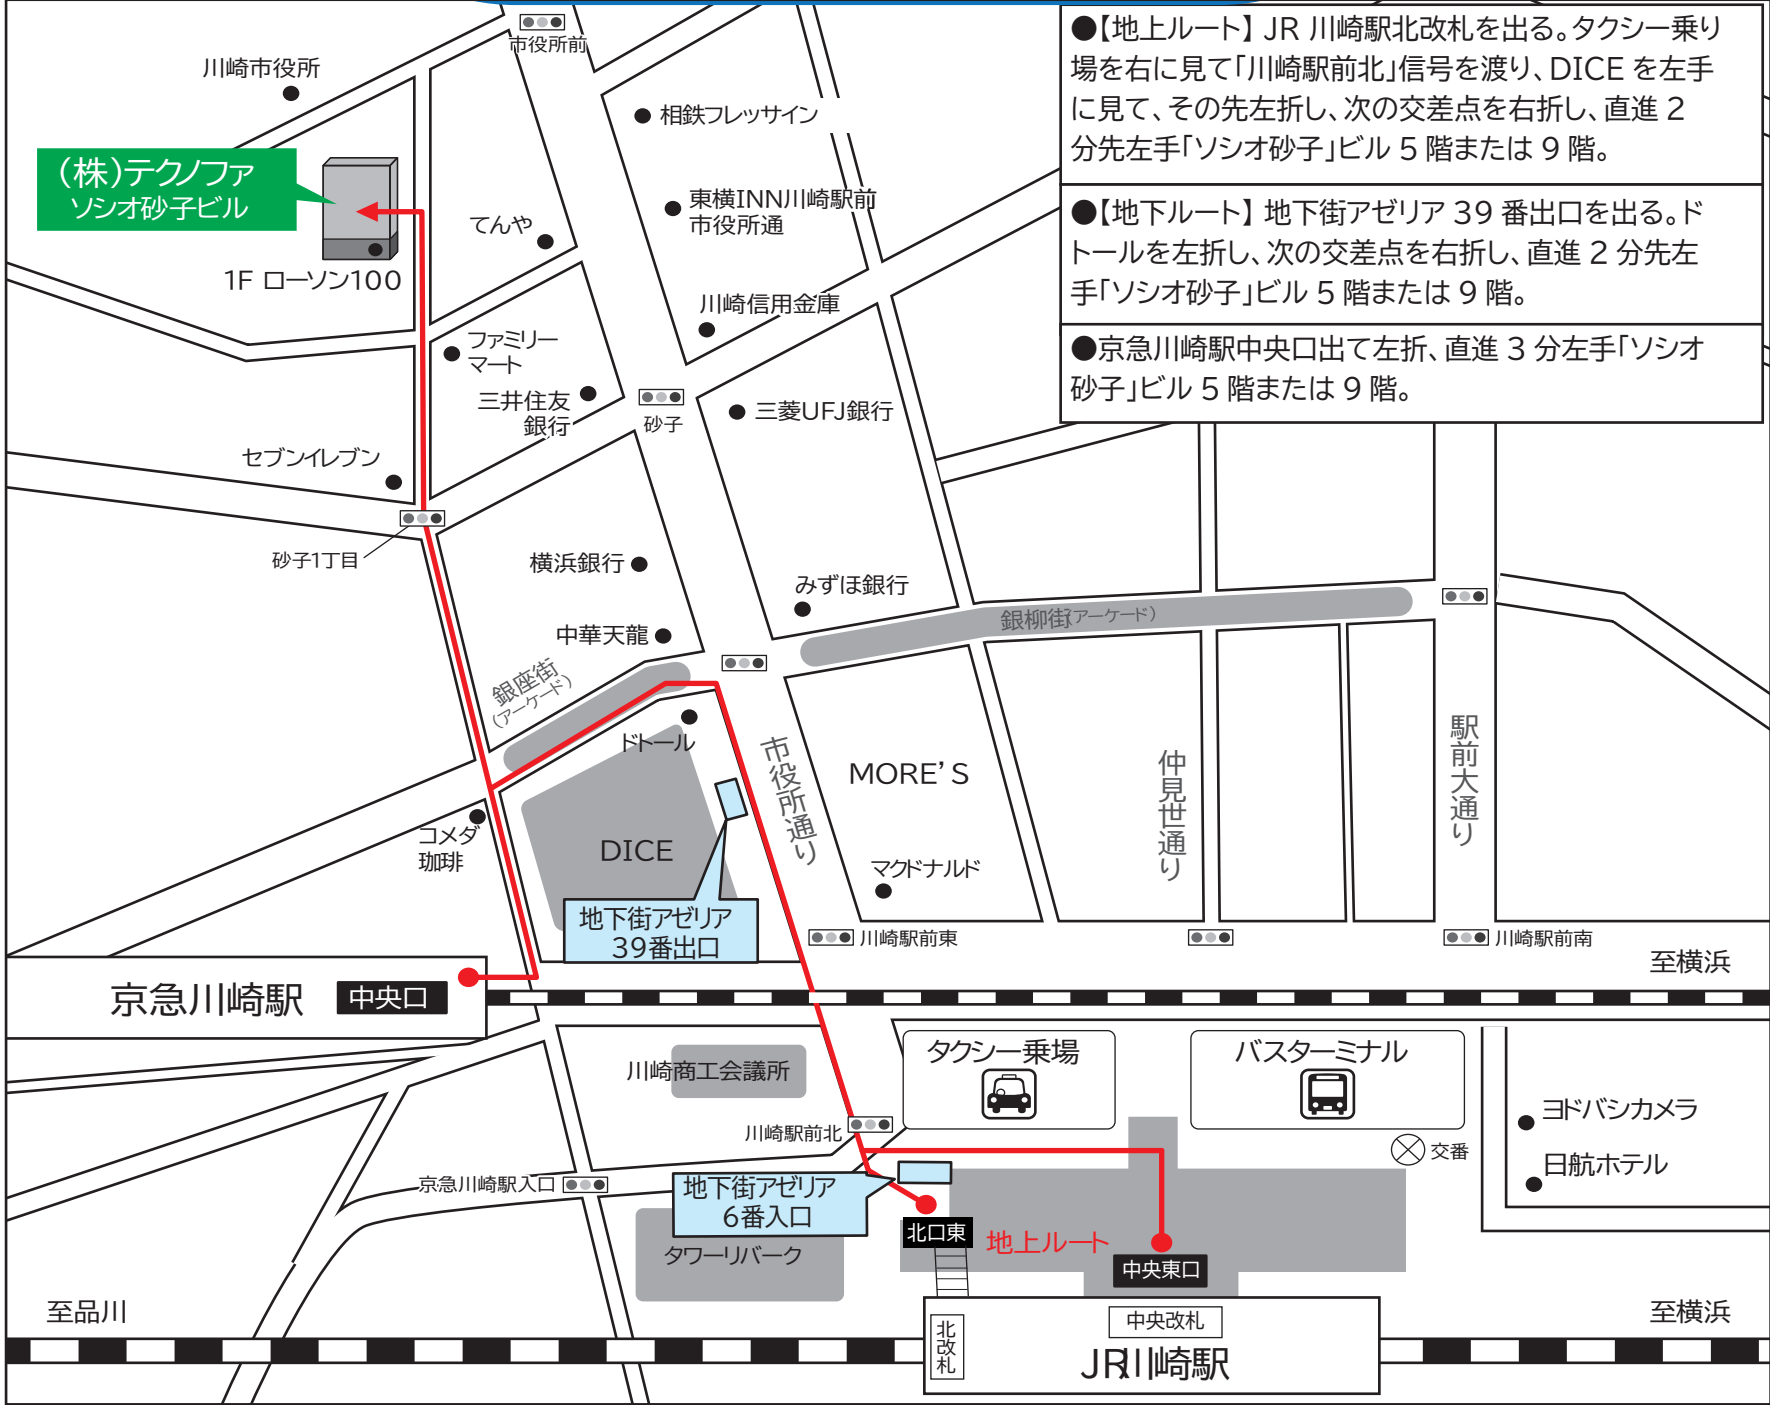 ●【地上ルート】 JR 川崎駅北改札を出る。タクシー乗り
場を右に見て「川崎駅前北」信号を渡り、DICE を左手
に見て、その先左折し、次の交差点を右折し、直進 2
分先左手「ソシオ砂子」ビル 5 階または 9 階。
●【地下ルート】 地下街アゼリア 39 番出口を出る。ド
トールを左折し、次の交差点を右折し、直進 2 分先左
手「ソシオ砂子」ビル 5 階または 9 階。
●京急川崎駅中央口出て左折、直進 3 分左手「ソシオ
砂子」ビル 5 階または 9 階。
市役所前
川崎市役所
相鉄フレッサイン
(株)テクノファ
ソシオ砂子ビル
東横INN川崎駅前
市役所通
てんや
1F ローソン100
川崎信用金庫
ファミリー
マート
三井住友
銀行
砂子
三菱UFJ銀行
セブンイレブン
砂子1丁目
横浜銀行
みずほ銀行
銀柳街(アーケード)
中華天龍
銀座街
(アーケード)
ドトール
市役所通り
MORE'S
仲見世通り
駅前大通り
コメダ
珈琲
DICE
マクドナルド
地下街アゼリア
39番出口
川崎駅前東
川崎駅前南
至横浜
京急川崎駅
中央口
川崎商工会議所
タクシー乗場
バスターミナル
ヨドバシカメラ
川崎駅前北
交番
日航ホテル
京急川崎駅入口
地下街アゼリア
6番入口
北口東
地上ルート
タワーリバーク
中央東口
至品川
至横浜
北改札
中央改札
JR川崎駅